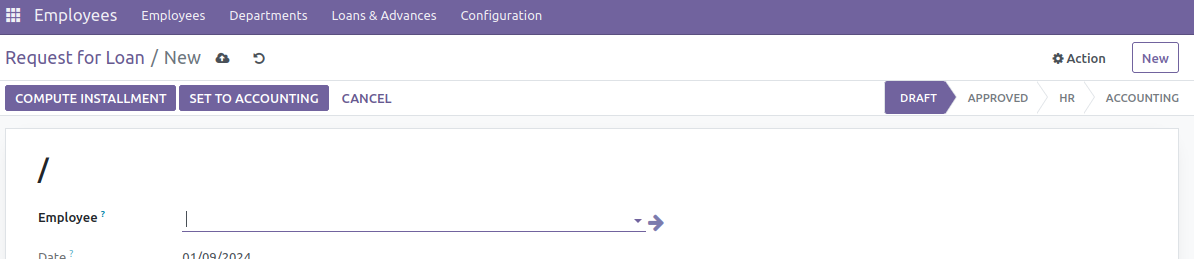 Employees Employees Departments Loans & Advances Configuration
Request for Loan / New Action New
COMPUTE INSTALLMENT SET TO ACCOUNTING CANCEL DRAFT APPROVED HR ACCOUNTING
/
Employee ?
Date ? 01/09/2024